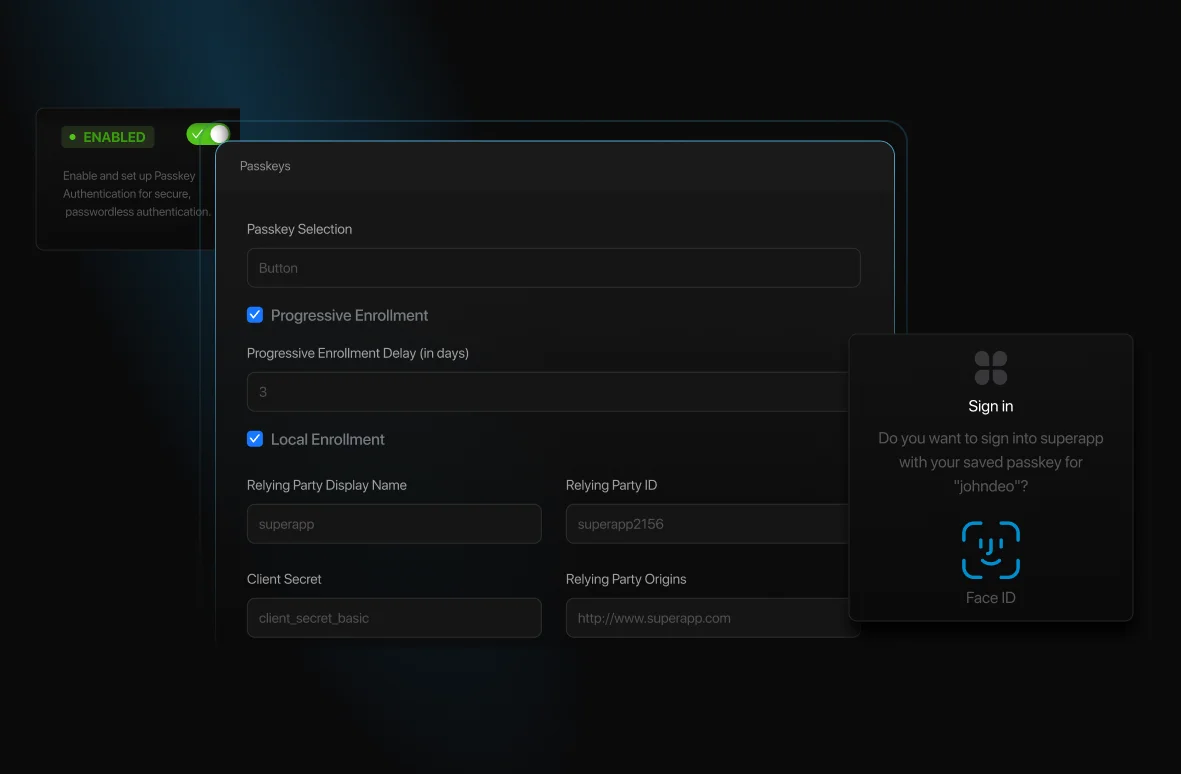 ENABLED
Enable and set up Passkey
Authentication for secure,
passwordless authentication.
Passkeys
Passkey Selection
Button
Progressive Enrollment
Progressive Enrollment Delay (in days)
3
Local Enrollment
Relying Party Display Name
Relying Party ID
superapp
superapp2156
Client Secret
Relying Party Origins
client_secret_basic
http://www.superapp.com
Sign in
Do you want to sign into superapp
with your saved passkey for
"johndeo"?
Face ID